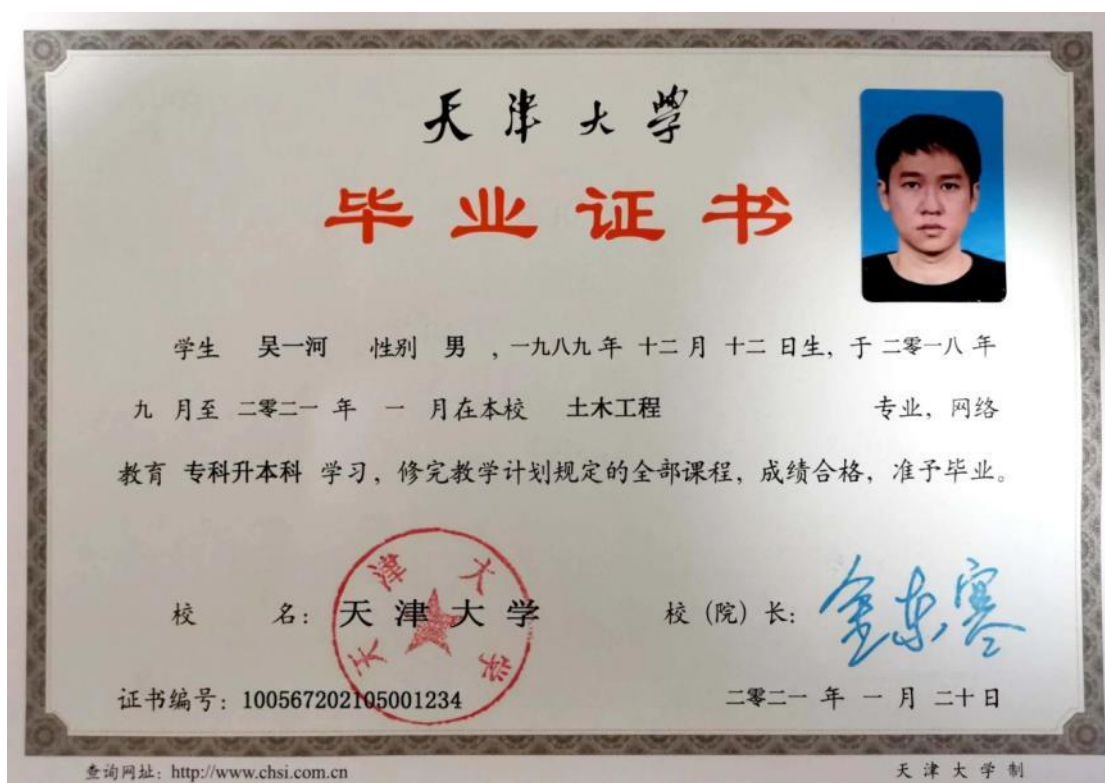 天津大学
毕业证书
学生 吴一河 性别 男 ，一九八九 年 十二 月 十二 日生，于 二零一八 年
九 月至 二零二一 年 一 月在本校 土木工程 专业，网络
教育 专科升本科 学习，修完教学计划规定的全部课程，成绩合格，准予毕业。
天津大学
校 名：天津大学 校（院）长：金东寒
证书编号：100567202105001234 二零二一 年 一 月 二十 日
查询网址：http://www.chsi.com.cn 天津大学制